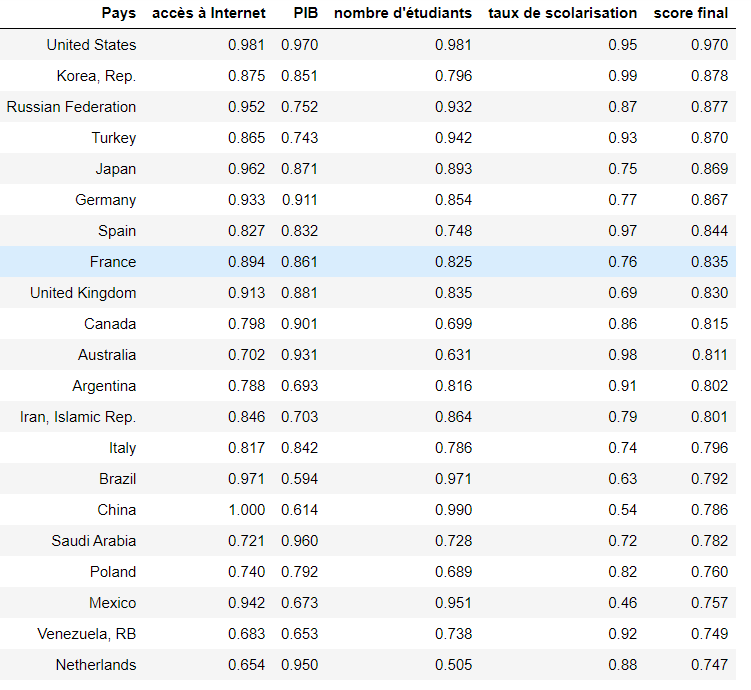 Pays accès à Internet PIB nombre d'étudiants taux de scolarisation score final
United States 0.981 0.970 0.981 0.95 0.970
Korea, Rep. 0.875 0.851 0.796 0.99 0.878
Russian Federation 0.952 0.752 0.932 0.87 0.877
Turkey 0.865 0.743 0.942 0.93 0.870
Japan 0.962 0.871 0.893 0.75 0.869
Germany 0.933 0.911 0.854 0.77 0.867
Spain 0.827 0.832 0.748 0.97 0.844
France 0.894 0.861 0.825 0.76 0.835
United Kingdom 0.913 0.881 0.835 0.69 0.830
Canada 0.798 0.901 0.699 0.86 0.815
Australia 0.702 0.931 0.631 0.98 0.811
Argentina 0.788 0.693 0.816 0.91 0.802
Iran, Islamic Rep. 0.846 0.703 0.864 0.79 0.801
Italy 0.817 0.842 0.786 0.74 0.796
Brazil 0.971 0.594 0.971 0.63 0.792
China 1.000 0.614 0.990 0.54 0.786
Saudi Arabia 0.721 0.960 0.728 0.72 0.782
Poland 0.740 0.792 0.689 0.82 0.760
Mexico 0.942 0.673 0.951 0.46 0.757
Venezuela, RB 0.683 0.653 0.738 0.92 0.749
Netherlands 0.654 0.950 0.505 0.88 0.747